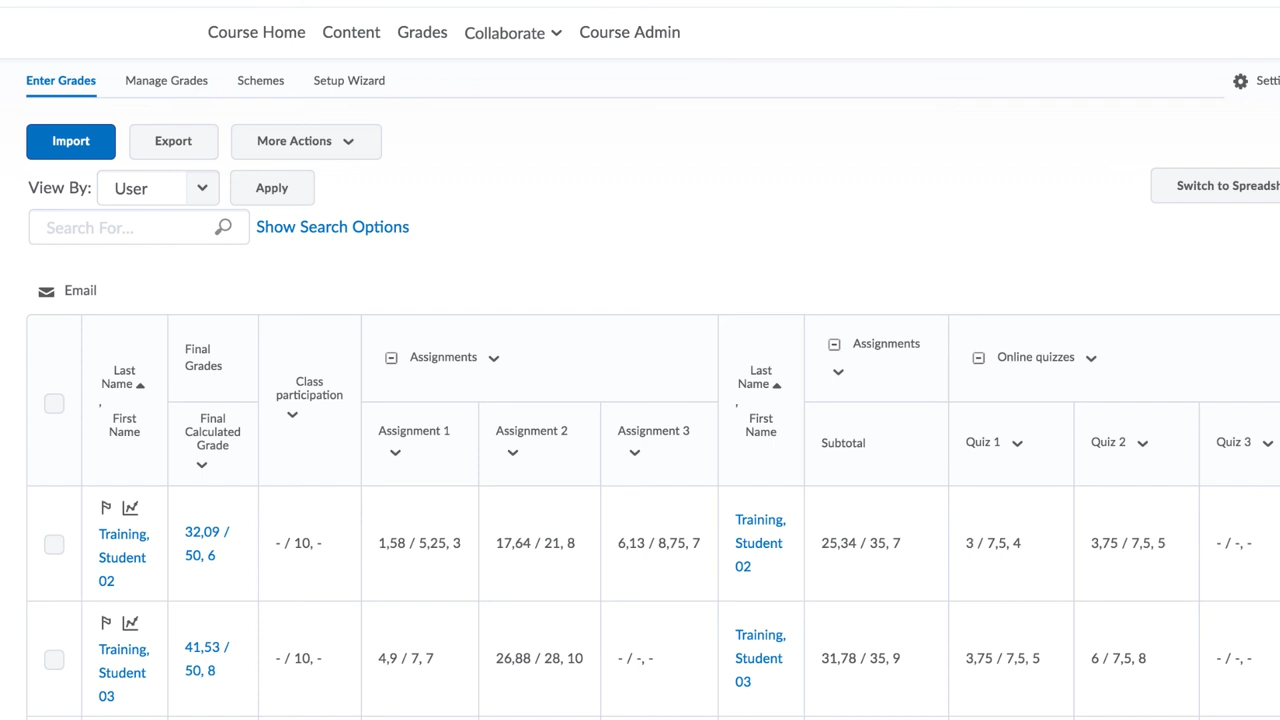 Course Home Content Grades Collaborate Course Admin
Enter Grades Manage Grades Schemes Setup Wizard
Import Export More Actions
View By: User Apply
Search For... Show Search Options
Switch to
Email
Last Name , First Name
Final Grades
Final Calculated Grade
Class participation
Assignments
Assignment 1 Assignment 2 Assignment 3
Last Name , First Name
Assignments
Subtotal
Online quizzes
Quiz 1 Quiz 2 Quiz 3
Training, Student 02 32,09 / 50, 6 - / 10, - 1,58 / 5,25, 3 17,64 / 21, 8 6,13 / 8,75, 7 Training, Student 02 25,34 / 35, 7 3 / 7,5, 4 3,75 / 7,5, 5 - / -, -
Training, Student 03 41,53 / 50, 8 - / 10, - 4,9 / 7, 7 26,88 / 28, 10 - / -, - Training, Student 03 31,78 / 35, 9 3,75 / 7,5, 5 6 / 7,5, 8 - / -, -